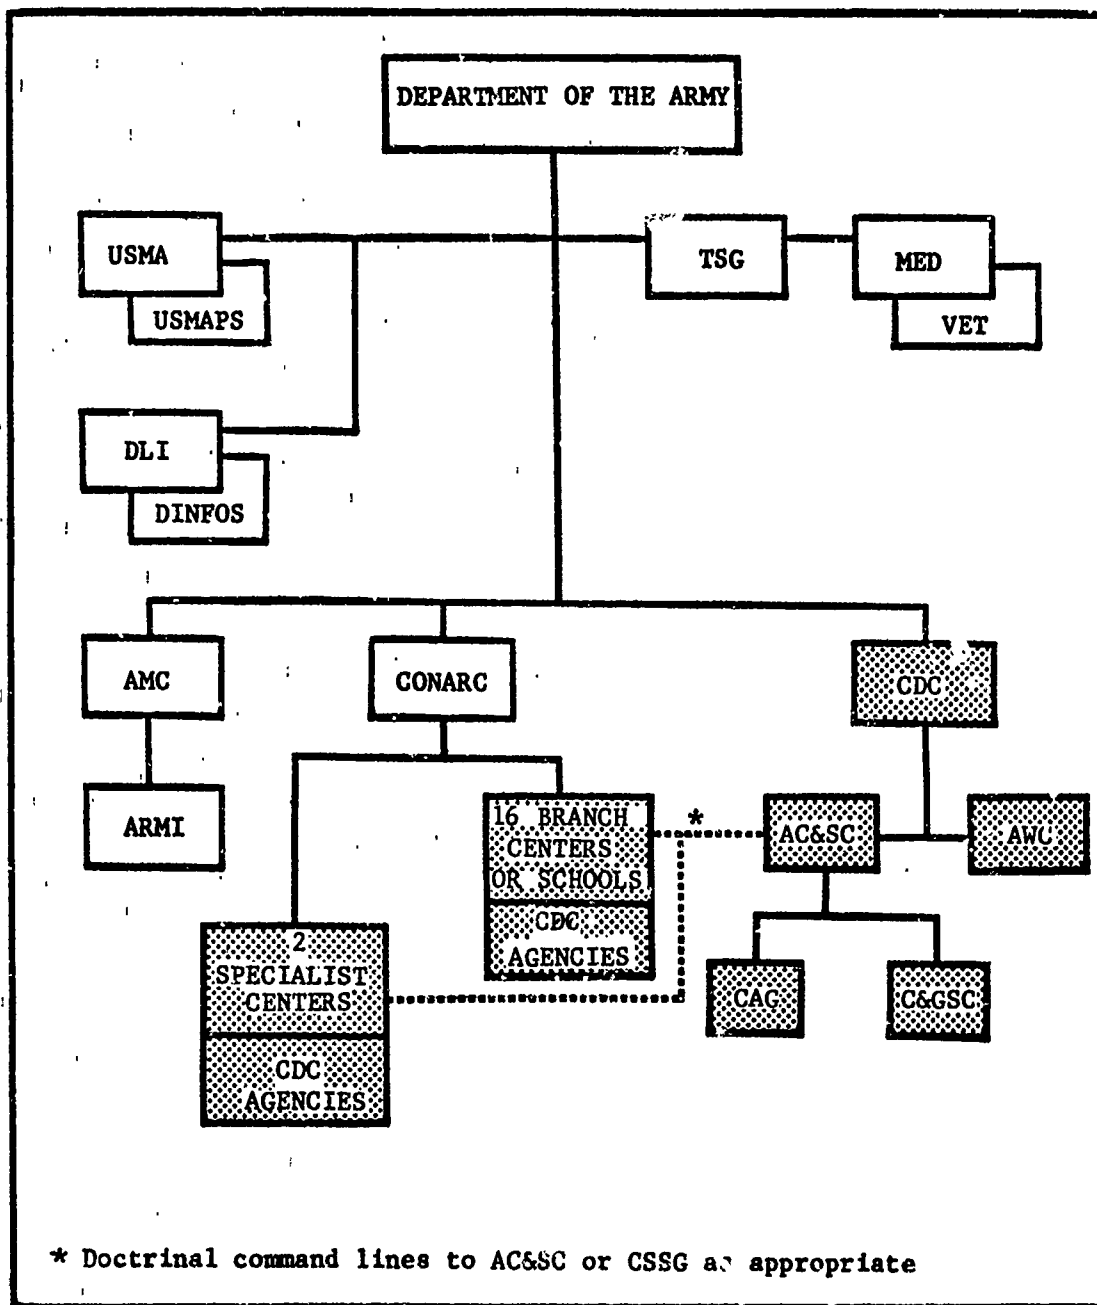 DEPARTMENT OF THE ARMY
USMA
USMAPS
TSG
MED
VET
DLI
DINFOS
AMC
CONARC
CDC
ARMI
16 BRANCH
CENTERS
OR SCHOOLS
CDC
AGENCIES
*
AC&SC
AWC
2
SPECIALIST
CENTERS
CDC
AGENCIES
CAG
C&GSC
* Doctrinal command lines to AC&SC or CSSG as appropriate